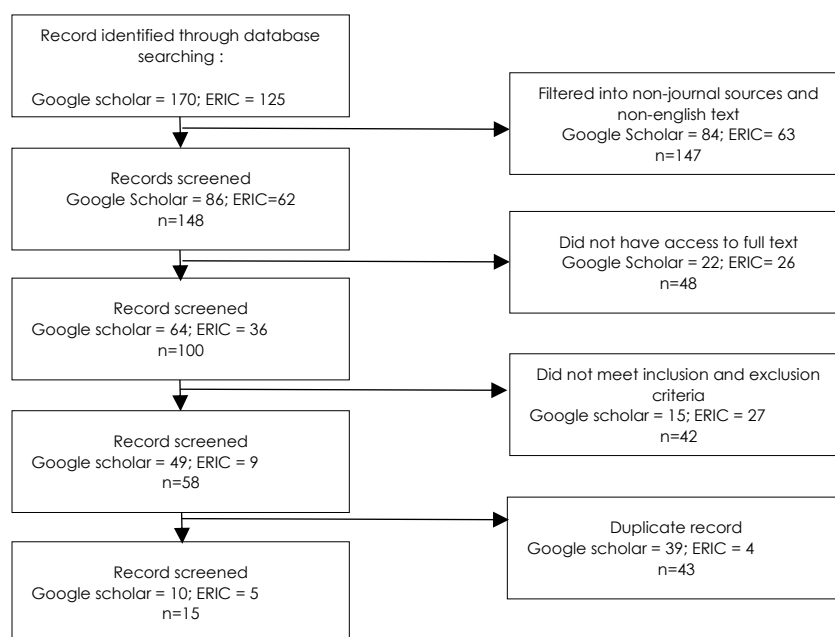 Record identified through database
searching :
Google scholar = 170; ERIC = 125
Filtered into non-journal sources and
non-english text
Google Scholar = 84; ERIC= 63
n=147
Records screened
Google Scholar = 86; ERIC=62
n=148
Did not have access to full text
Google Scholar = 22; ERIC= 26
n=48
Record screened
Google scholar = 64; ERIC = 36
n=100
Did not meet inclusion and exclusion
criteria
Google scholar = 15; ERIC = 27
n=42
Record screened
Google scholar = 49; ERIC = 9
n=58
Duplicate record
Google scholar = 39; ERIC = 4
n=43
Record screened
Google scholar = 10; ERIC = 5
n=15